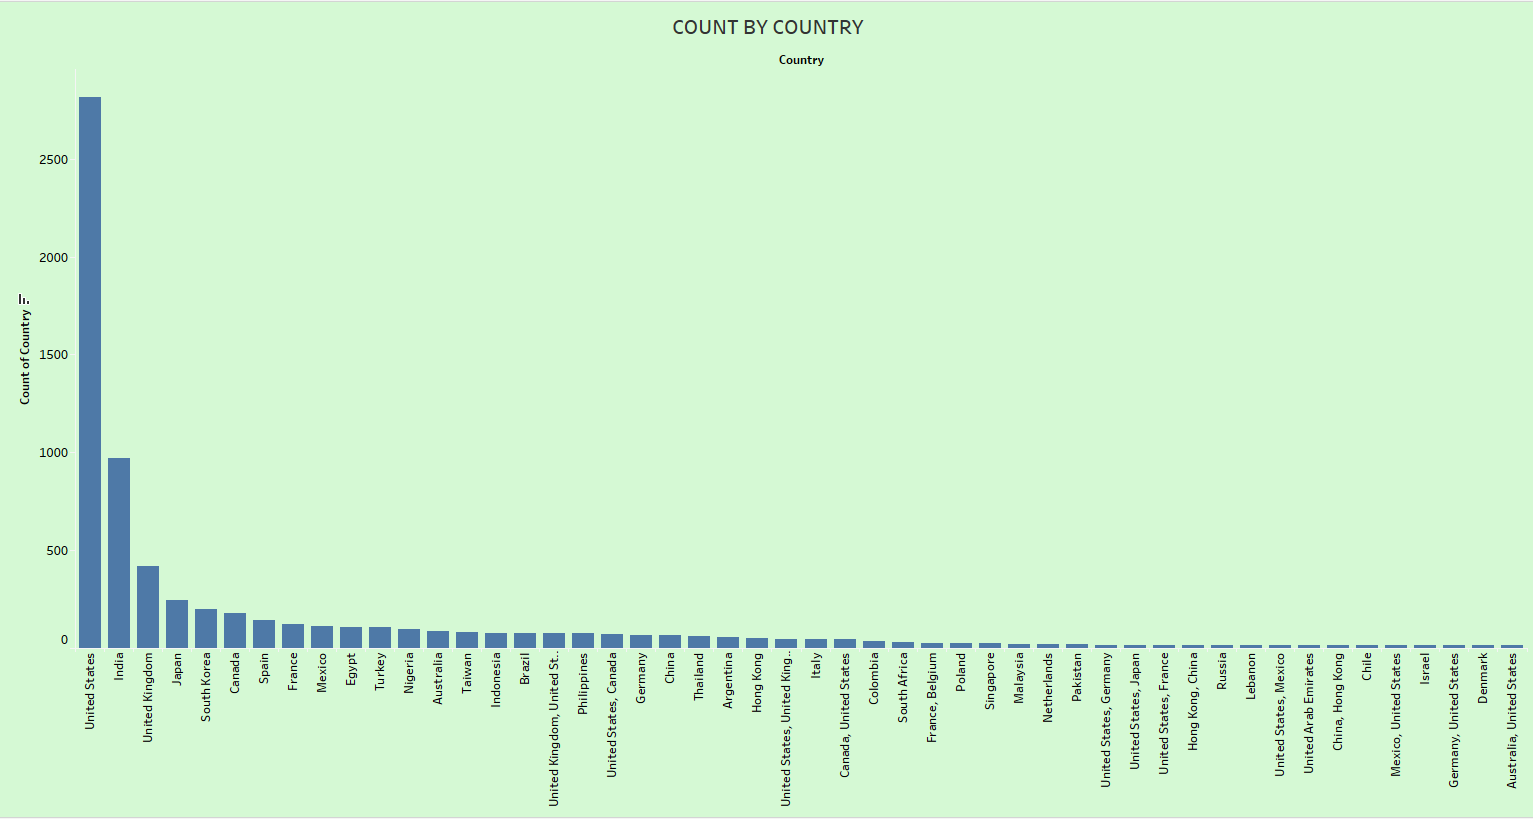 COUNT BY COUNTRY
Country
Count of Country
2500
2000
1500
1000
500
0
United States
India
United Kingdom
Japan
South Korea
Canada
Spain
France
Mexico
Egypt
Turkey
Nigeria
Australia
Taiwan
Indonesia
Brazil
United Kingdom, United St..
Philippines
United States, Canada
Germany
China
Thailand
Argentina
Hong Kong
United States, United King..
Italy
Canada, United States
Colombia
South Africa
France, Belgium
Poland
Singapore
Malaysia
Netherlands
Pakistan
United States, Germany
United States, Japan
United States, France
Hong Kong, China
Russia
Lebanon
United States, Mexico
United Arab Emirates
China, Hong Kong
Chile
Mexico, United States
Israel
Germany, United States
Denmark
Australia, United States